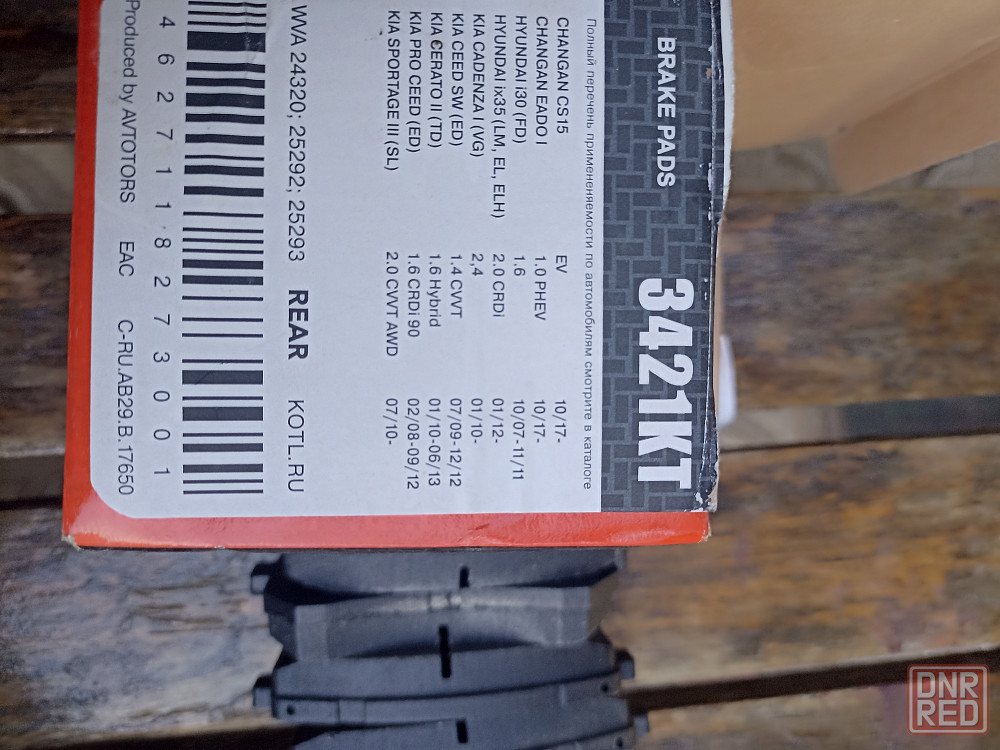 BRAKE PADS 3421KT
Полный перечень применяемости по автомобилям смотрите в каталоге
CHANGAN CS15 EV 10/17-
CHANGAN EADO I 1.0 PHEV 10/17-
HYUNDAI i30 (FD) 1.6 10/07-11/11
HYUNDAI ix35 (LM, EL, ELH) 2.0 CRDi 01/12-
KIA CADENZA I (VG) 2,4 01/10-
KIA CEED SW (ED) 1.4 CVVT 07/09-12/12
KIA CERATO II (TD) 1.6 Hybrid 01/10-06/13
KIA PRO CEED (ED) 1.6 CRDi 90 02/08-09/12
KIA SPORTAGE III (SL) 2.0 CVVT AWD 07/10-
WVA 24320; 25292; 25293 REAR KOTL.RU
4627118273001
Produced by AVTOTORS EAC C-RU.AB29.B.17650
DNR
RED